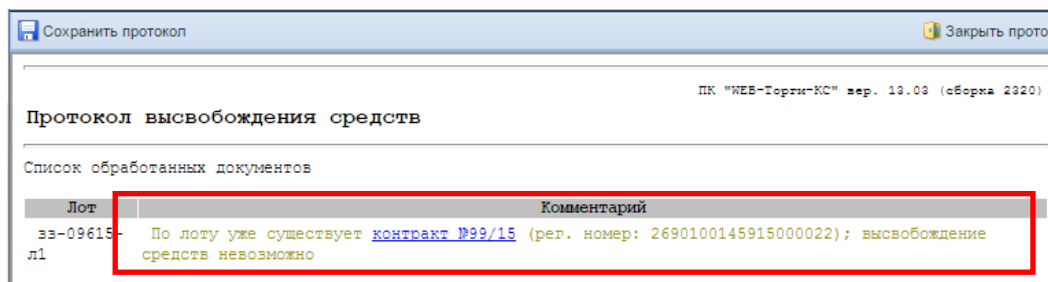 Сохранить протокол Закрыть прото
ПК "WEB-Торги-КС" вер. 13.03 (сборка 2320)
Протокол высвобождения средств
Список обработанных документов
Лот Комментарий
зз-09615-л1 По лоту уже существует контракт №99/15 (рег. номер: 2690100145915000022); высвобождение
средств невозможно